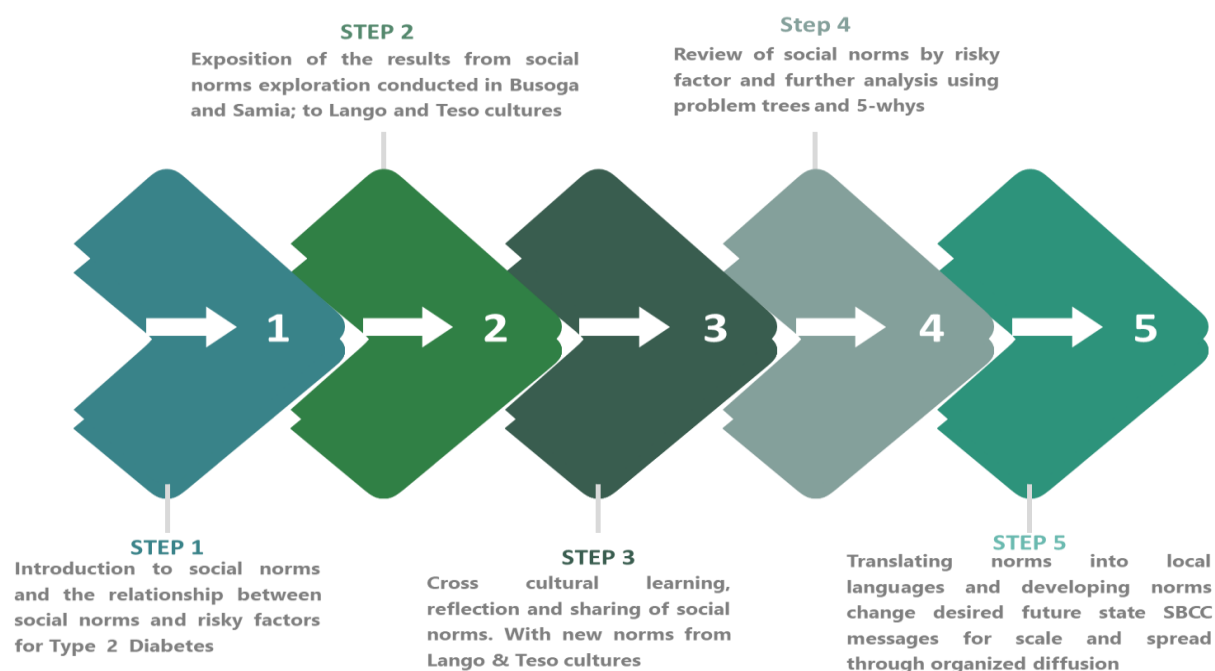 STEP 2
Exposition of the results from social
norms exploration conducted in Busoga
and Samia; to Lango and Teso cultures
Step 4
Review of social norms by risky
factor and further analysis using
problem trees and 5-whys
1
2
3
4
5
STEP 1
Introduction to social norms
and the relationship between
social norms and risky factors
for Type 2 Diabetes
STEP 3
Cross cultural learning,
reflection and sharing of social
norms. With new norms from
Lango & Teso cultures
STEP 5
Translating norms into local
languages and developing norms
change desired future state SBCC
messages for scale and spread
through organized diffusion